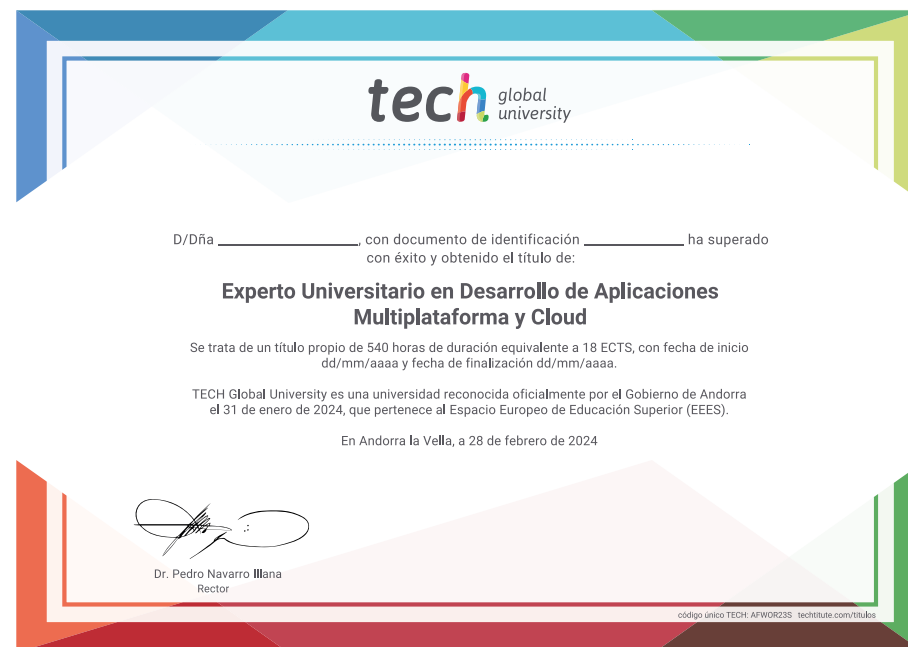 tech global university
D/Dña ____________________, con documento de identificación ______________ ha superado
con éxito y obtenido el título de:
Experto Universitario en Desarrollo de Aplicaciones
Multiplataforma y Cloud
Se trata de un título propio de 540 horas de duración equivalente a 18 ECTS, con fecha de inicio
dd/mm/aaaa y fecha de finalización dd/mm/aaaa.
TECH Global University es una universidad reconocida oficialmente por el Gobierno de Andorra
el 31 de enero de 2024, que pertenece al Espacio Europeo de Educación Superior (EEES).
En Andorra la Vella, a 28 de febrero de 2024
Dr. Pedro Navarro Illana
Rector
código único TECH: AFWOR23S techtitute.com/titulos